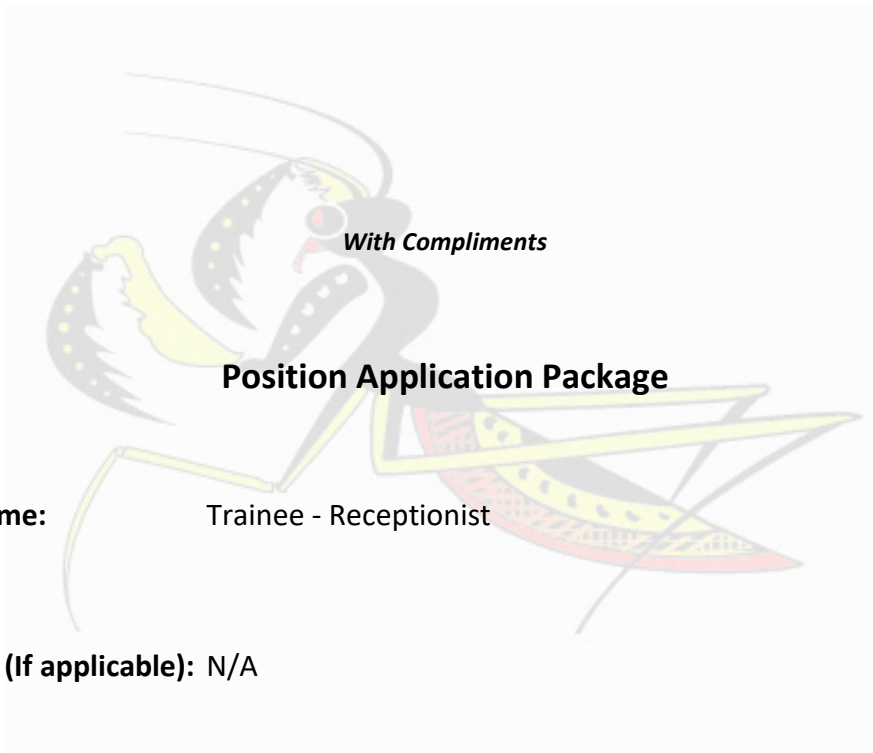 With Compliments
Position Application Package
me: Trainee - Receptionist
(If applicable): N/A